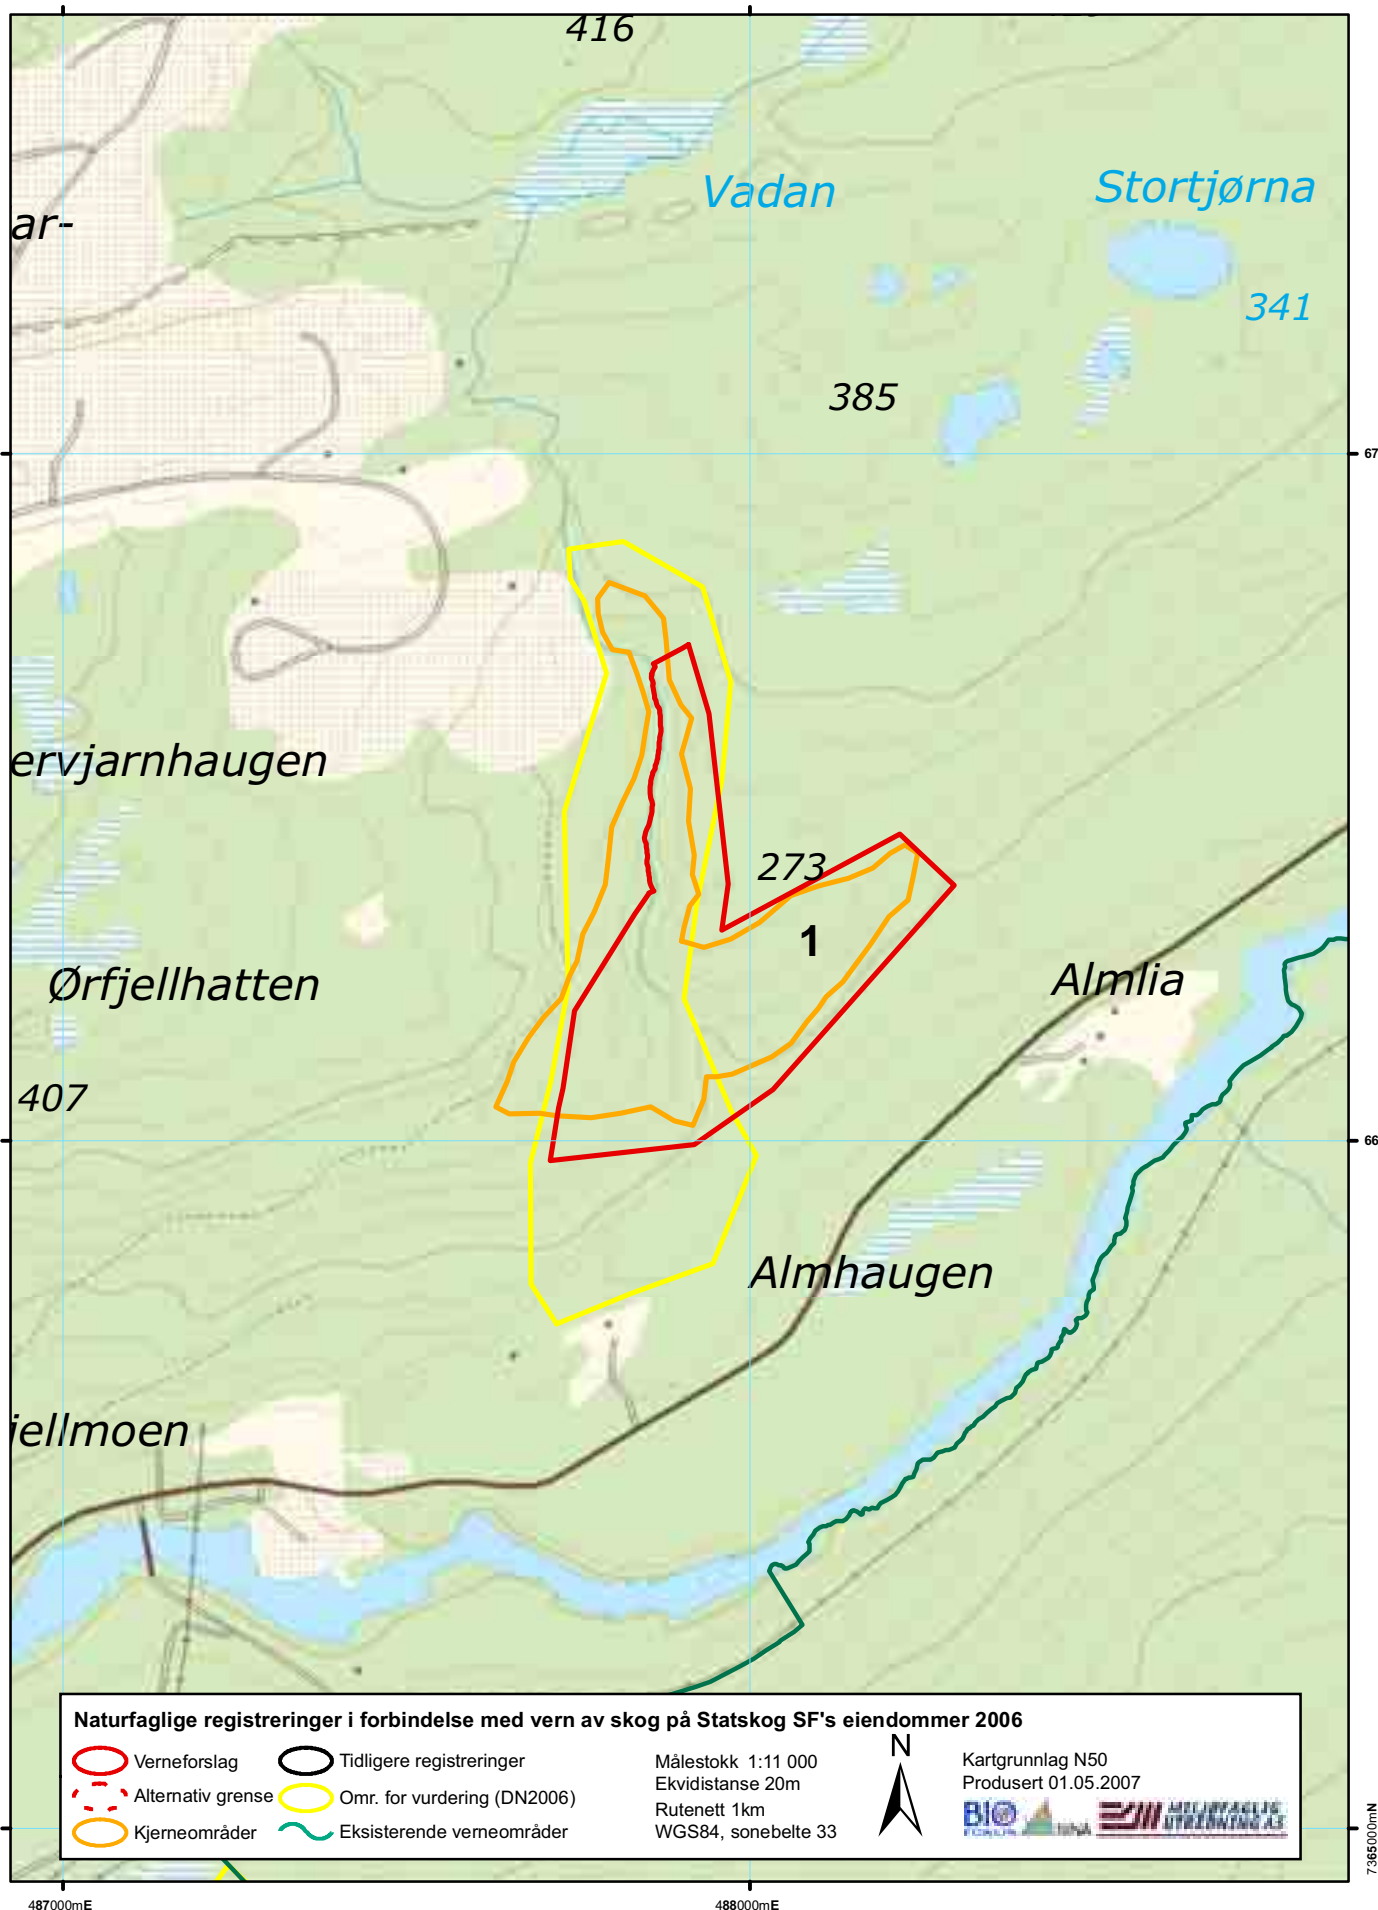 416
Vadan
Stortjørna
ar-
341
385
67
ervjarnhaugen
273
1
Ørfjellhatten
Almlia
407
66
Almhaugen
jellmoen
Naturfaglige registreringer i forbindelse med vern av skog på Statskog SF's eiendommer 2006
Verneforslag
Alternativ grense
Kjerneområder
Tidligere registreringer
Omr. for vurdering (DN2006)
Eksisterende verneområder
Målestokk 1:11 000
Ekvidistanse 20m
Rutenett 1km
WGS84, sonebelte 33
N
Kartgrunnlag N50
Produsert 01.05.2007
BIO
7365000mN
487000mE
488000mE